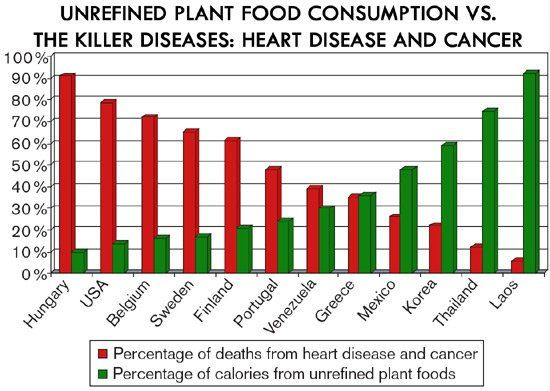 UNREFINED PLANT FOOD CONSUMPTION VS.
THE KILLER DISEASES: HEART DISEASE AND CANCER
100%
90%
80%
70%
60%
50%
40%
30%
20%
10%
0%
Hungary
USA
Belgium
Sweden
Finland
Portugal
Venezuela
Greece
Mexico
Korea
Thailand
Laos
Percentage of deaths from heart disease and cancer
Percentage of calories from unrefined plant foods